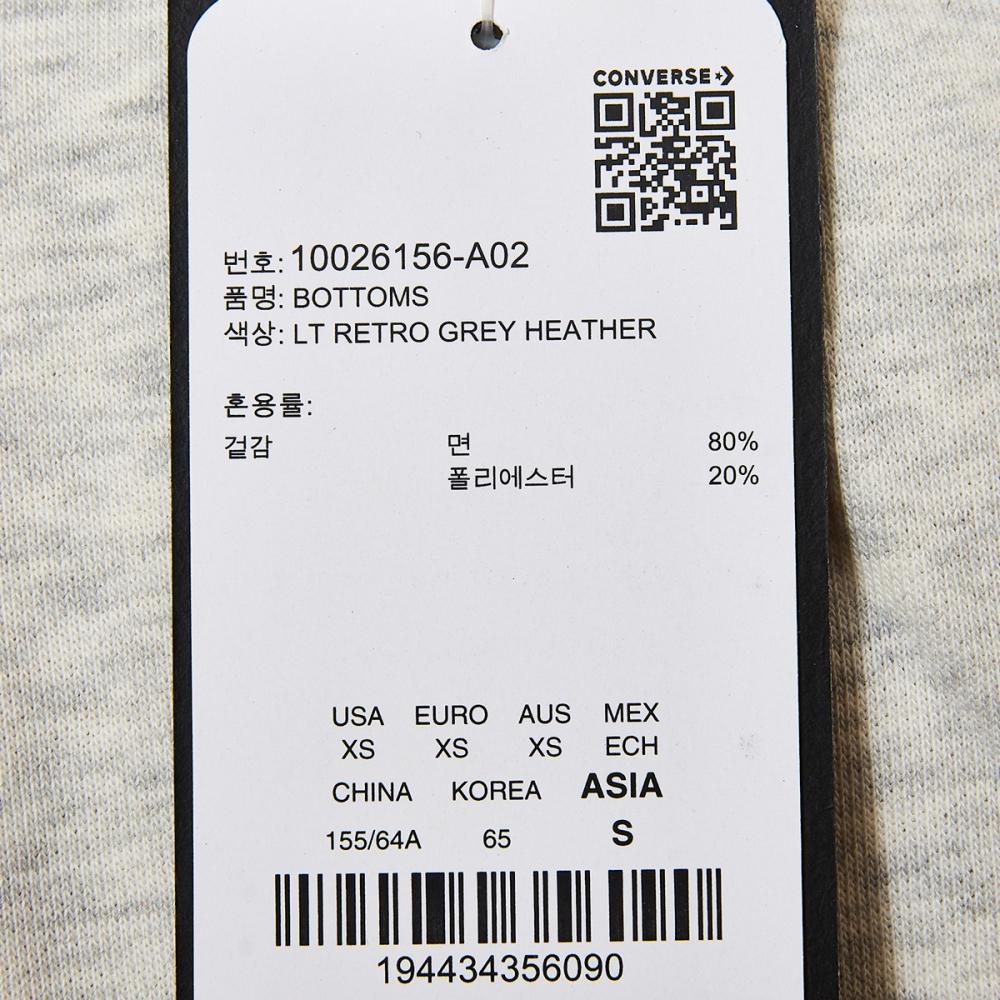 CONVERSE
번호: 10026156-A02
품명: BOTTOMS
색상: LT RETRO GREY HEATHER
혼용률:
겉감 면 80%
폴리에스터 20%
USA EURO AUS MEX
XS XS XS ECH
CHINA KOREA ASIA
155/64A 65 S
194434356090